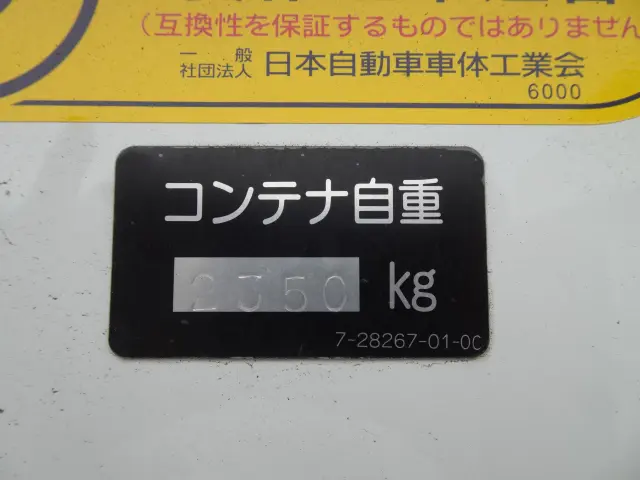 (互換性を保証するものではありません
一般
社団法人 日本自動車車体工業会
6000
コンテナ自重
2350 kg
7-28267-01-0C